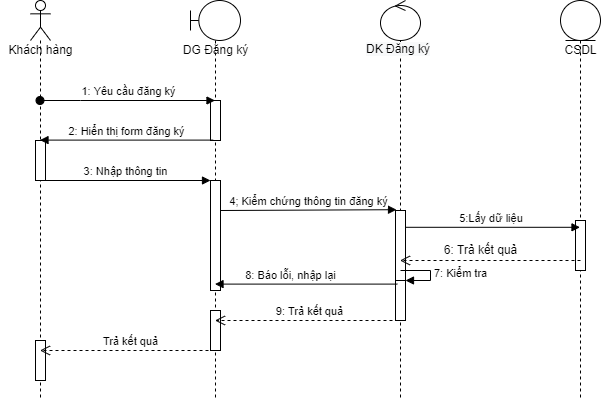 Khách hàng
DG Đăng ký
DK Đăng ký
CSDL
1: Yêu cầu đăng ký
2: Hiển thị form đăng ký
3: Nhập thông tin
4; Kiểm chứng thông tin đăng ký
5:Lấy dữ liệu
6: Trả kết quả
7: Kiểm tra
8: Báo lỗi, nhập lại
9: Trả kết quả
Trả kết quả